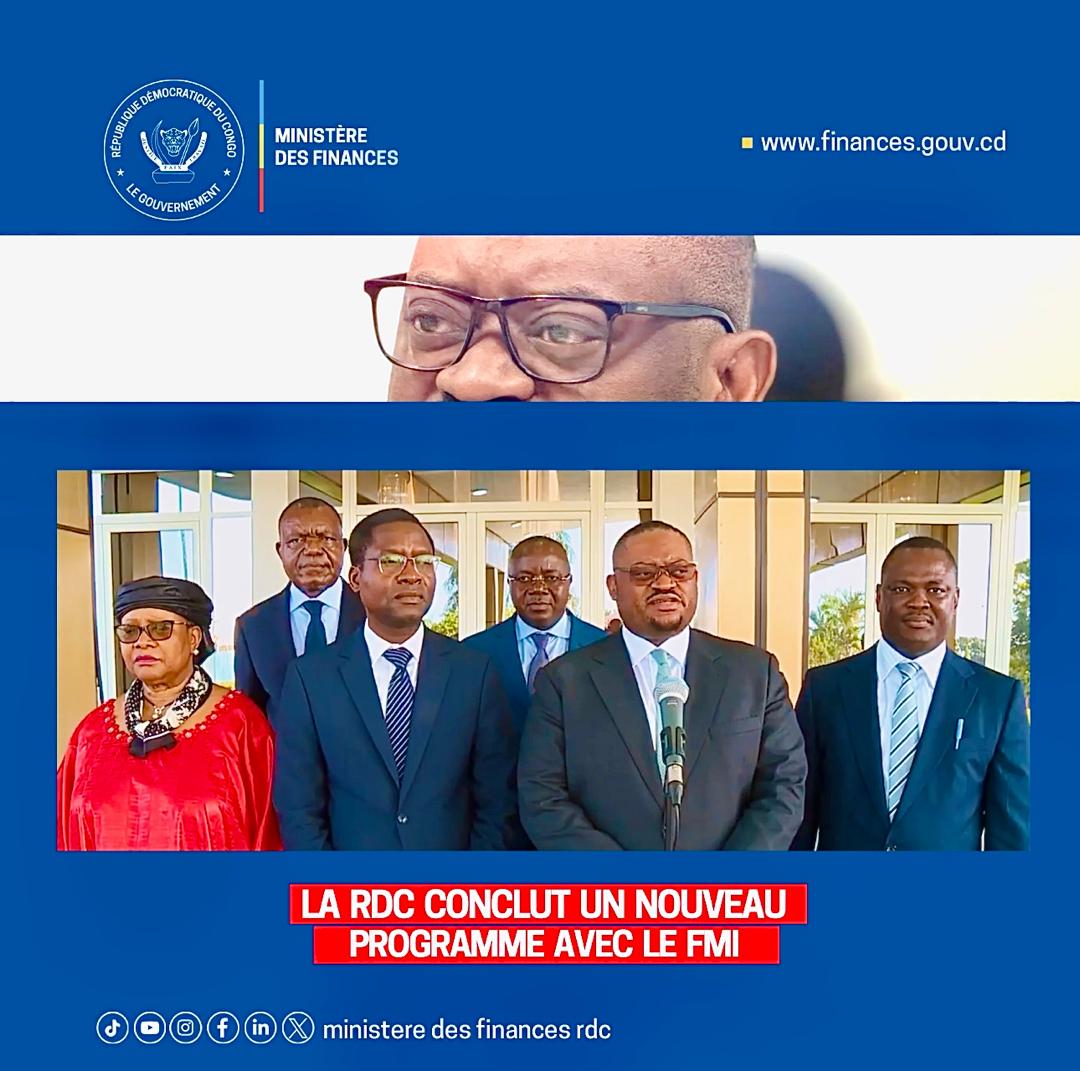 RÉPUBLIQUE DÉMOCRATIQUE DU CONGO
LE GOUVERNEMENT
MINISTÈRE
DES FINANCES
www.finances.gouv.cd
LA RDC CONCLUT UN NOUVEAU
PROGRAMME AVEC LE FMI
ministere des finances rdc